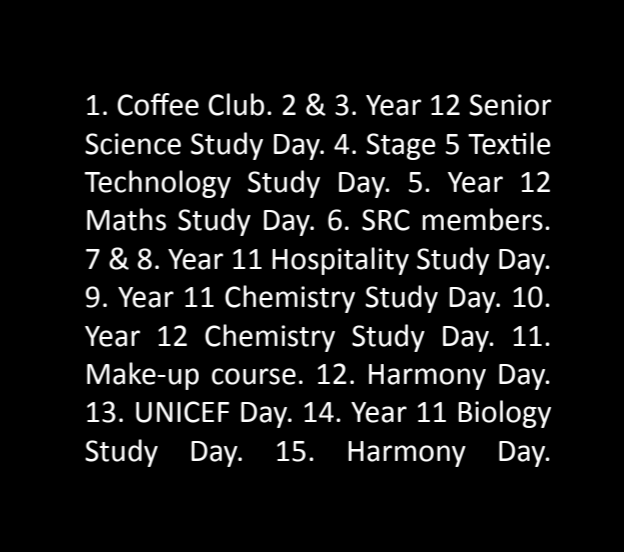 1. Coffee Club. 2 & 3. Year 12 Senior
Science Study Day. 4. Stage 5 Textile
Technology Study Day. 5. Year 12
Maths Study Day. 6. SRC members.
7 & 8. Year 11 Hospitality Study Day.
9. Year 11 Chemistry Study Day. 10.
Year 12 Chemistry Study Day. 11.
Make-up course. 12. Harmony Day.
13. UNICEF Day. 14. Year 11 Biology
Study Day. 15. Harmony Day.